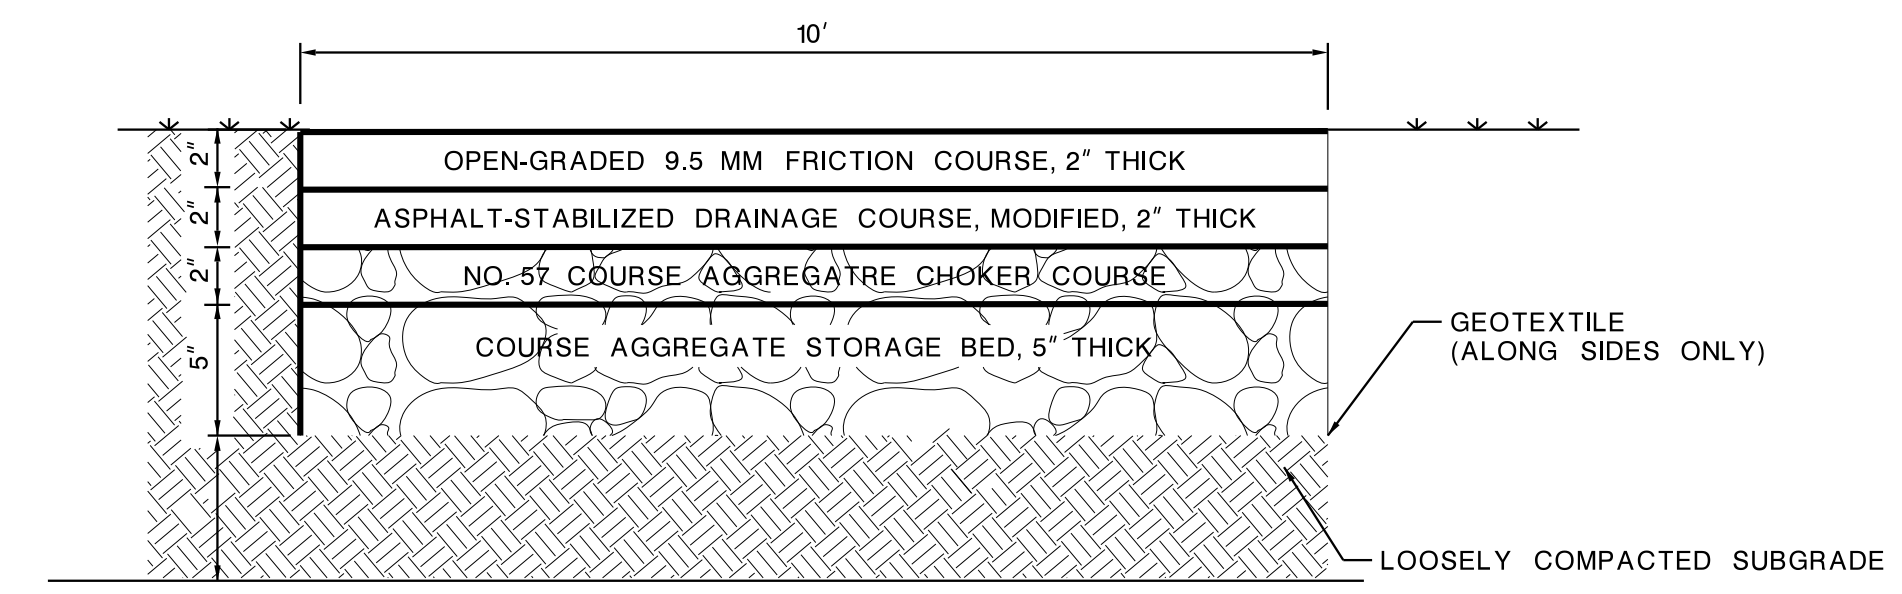 10'
2"
OPEN-GRADED 9.5 MM FRICTION COURSE, 2" THICK
2"
ASPHALT-STABILIZED DRAINAGE COURSE, MODIFIED, 2" THICK
2"
NO. 57 COURSE AGGREGATRE CHOKER COURSE
5"
COURSE AGGREGATE STORAGE BED, 5" THICK
GEOTEXTILE
(ALONG SIDES ONLY)
LOOSELY COMPACTED SUBGRADE